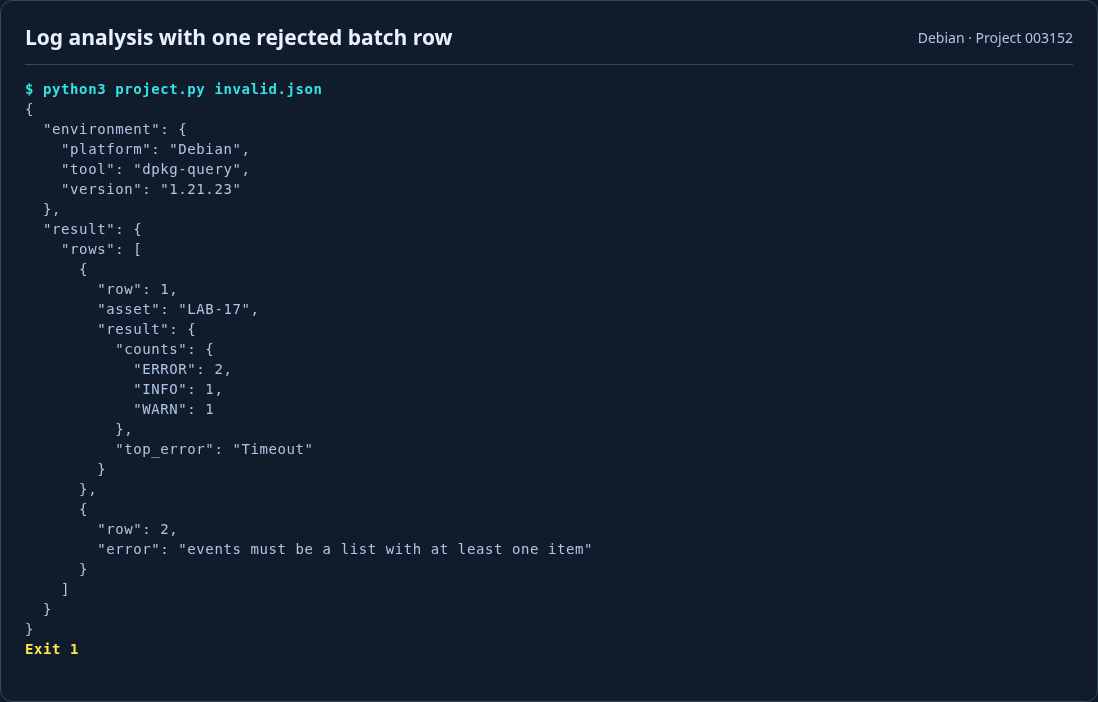 Log analysis with one rejected batch row
Debian · Project 003152
$ python3 project.py invalid.json
{
  "environment": {
    "platform": "Debian",
    "tool": "dpkg-query",
    "version": "1.21.23"
  },
  "result": {
    "rows": [
      {
        "row": 1,
        "asset": "LAB-17",
        "result": {
          "counts": {
            "ERROR": 2,
            "INFO": 1,
            "WARN": 1
          },
          "top_error": "Timeout"
        }
      },
      {
        "row": 2,
        "error": "events must be a list with at least one item"
      }
    ]
  }
}
Exit 1